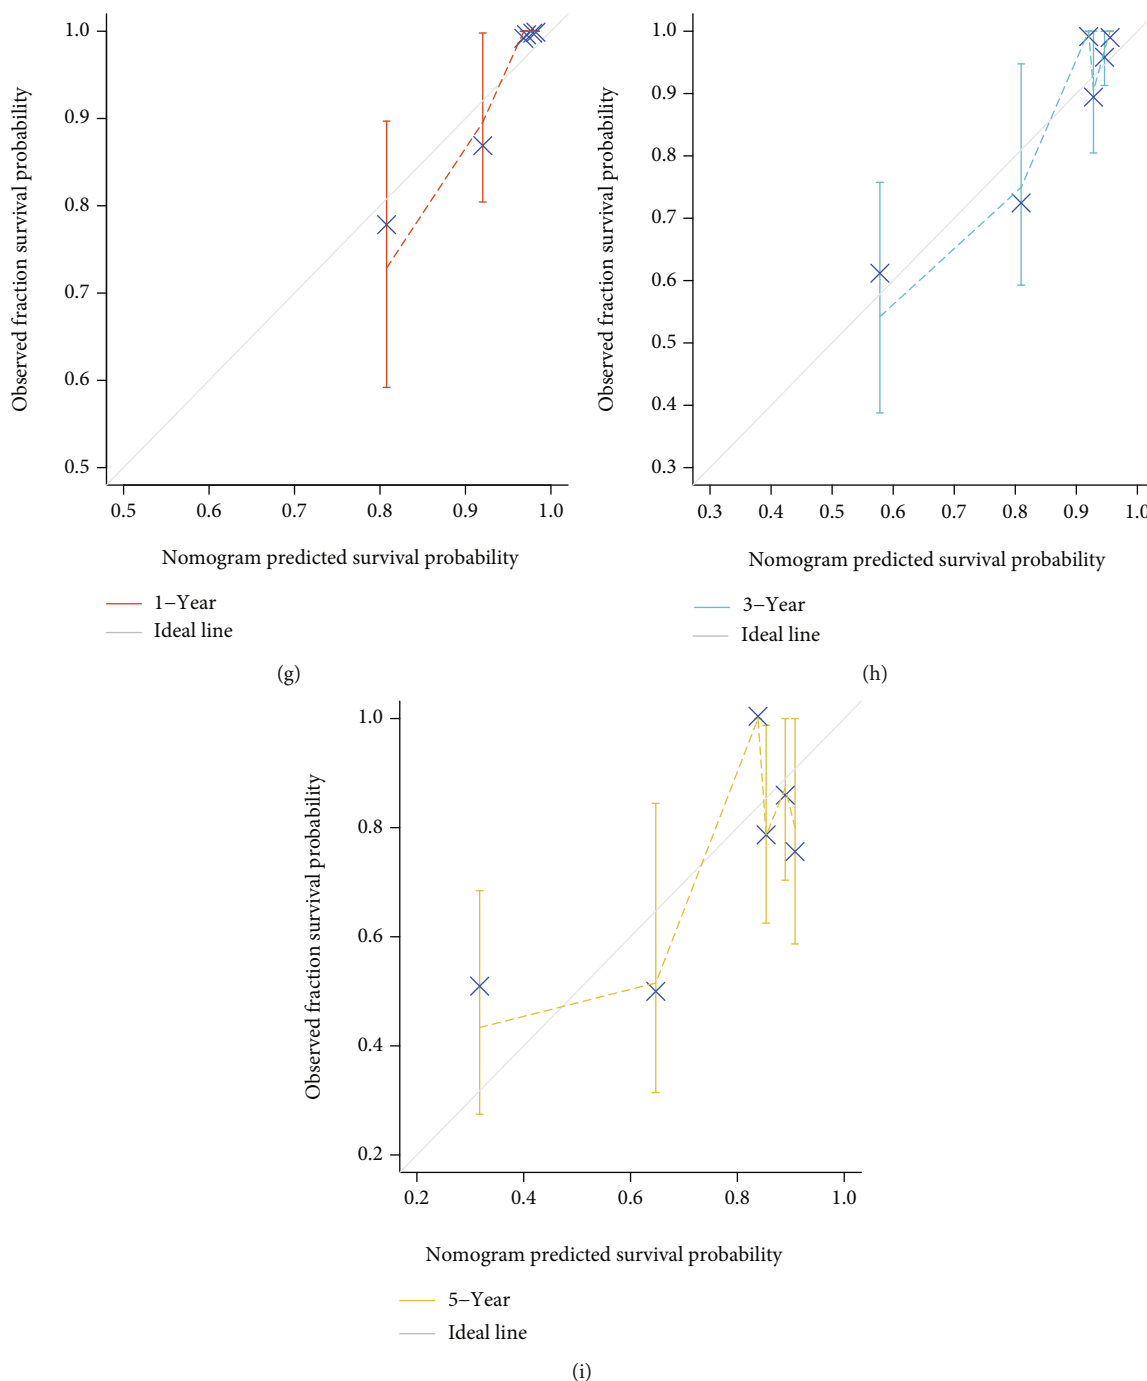 Observed fraction survival probability
1.0
0.9
0.8
0.7
0.6
0.5
0.5 0.6 0.7 0.8 0.9 1.0
Nomogram predicted survival probability
1−Year
Ideal line
(g)
Observed fraction survival probability
1.0
0.9
0.8
0.7
0.6
0.5
0.4
0.3
0.3 0.4 0.5 0.6 0.7 0.8 0.9 1.0
Nomogram predicted survival probability
3−Year
Ideal line
(h)
Observed fraction survival probability
1.0
0.8
0.6
0.4
0.2
0.2 0.4 0.6 0.8 1.0
Nomogram predicted survival probability
5−Year
Ideal line
(i)